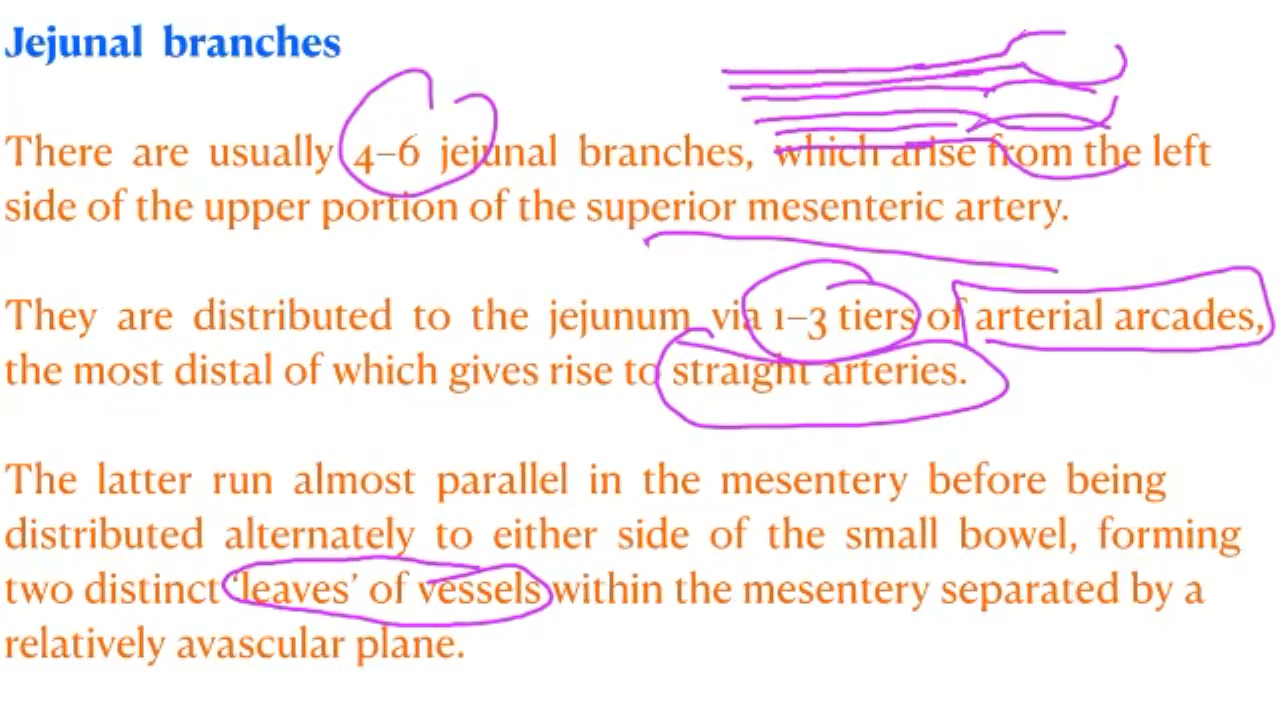 Jejunal branches
There are usually 4–6 jejunal branches, which arise from the left
side of the upper portion of the superior mesenteric artery.
They are distributed to the jejunum via 1–3 tiers of arterial arcades,
the most distal of which gives rise to straight arteries.
The latter run almost parallel in the mesentery before being
distributed alternately to either side of the small bowel, forming
two distinct ‘leaves’ of vessels within the mesentery separated by a
relatively avascular plane.